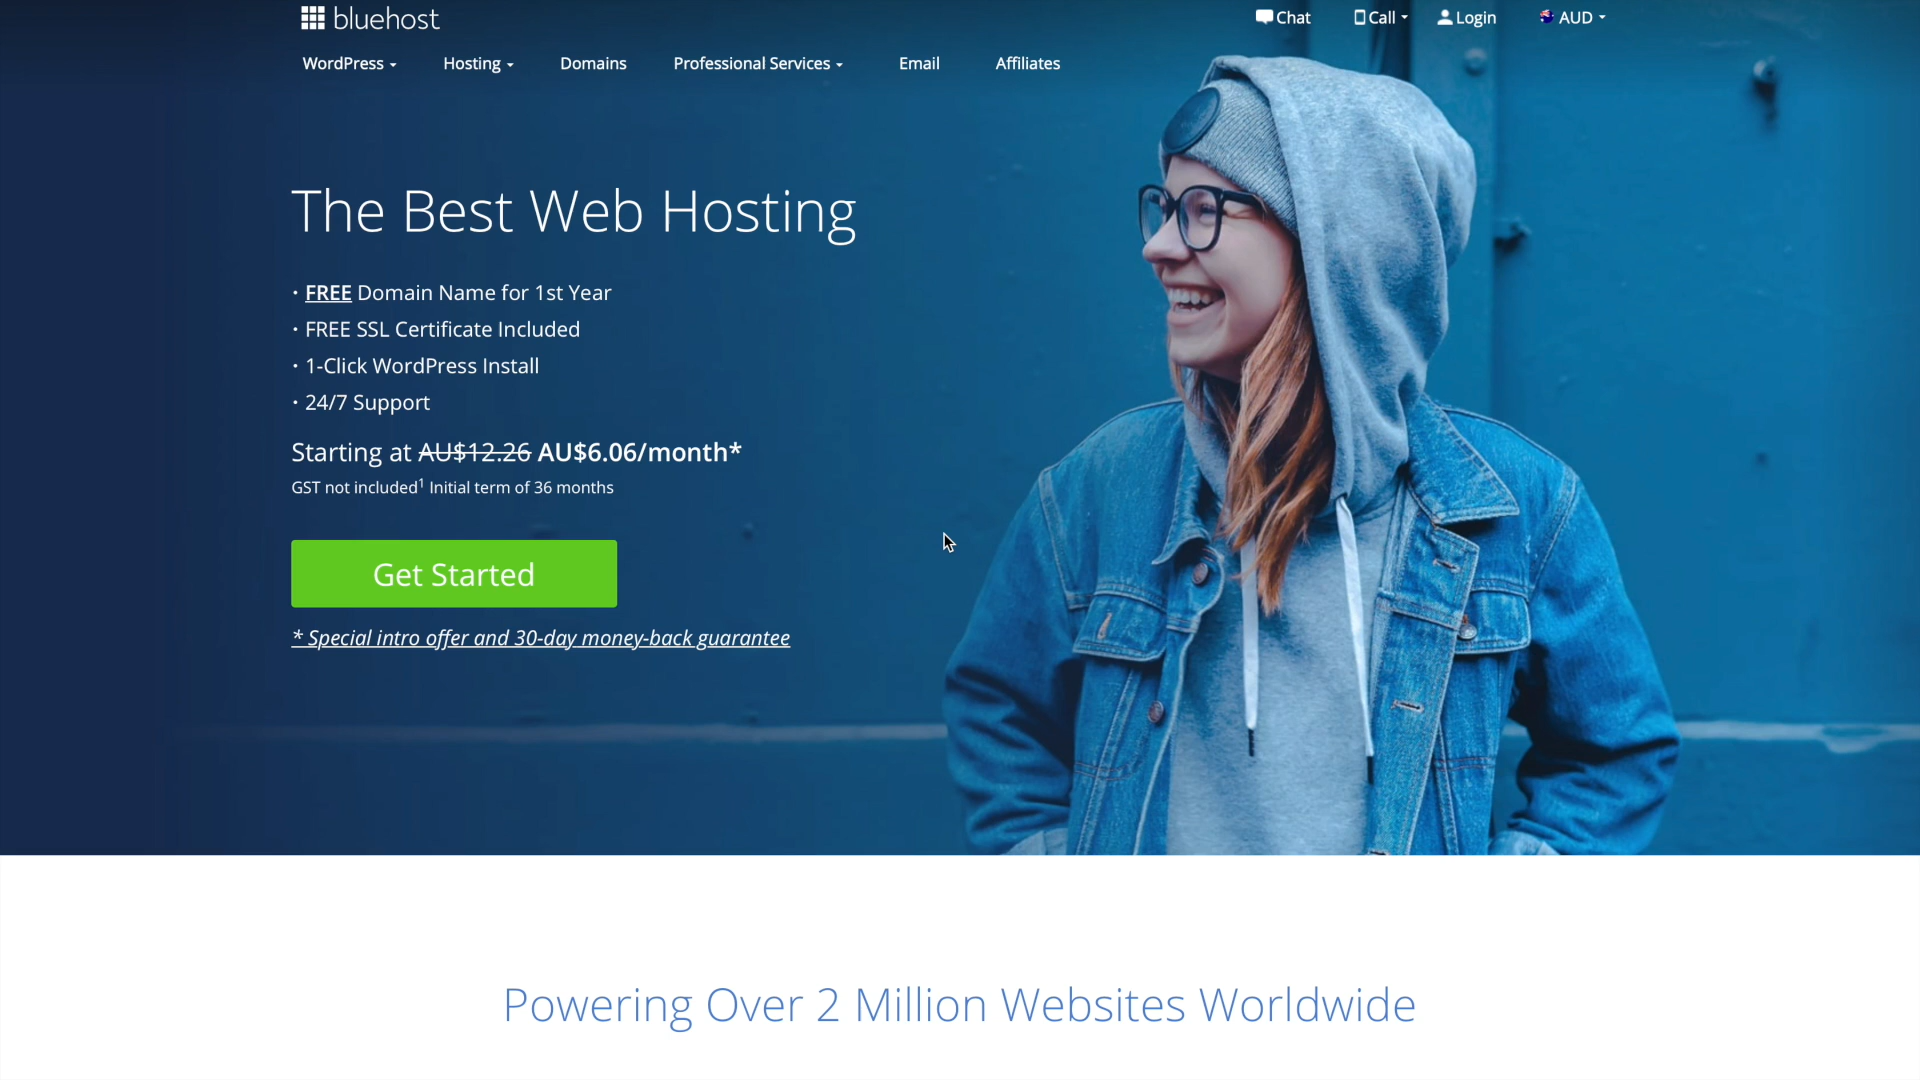 bluehost
Chat Call Login AUD
WordPress Hosting Domains Professional Services Email Affiliates
The Best Web Hosting
· FREE Domain Name for 1st Year
· FREE SSL Certificate Included
· 1-Click WordPress Install
· 24/7 Support
Starting at AU$12.26 AU$6.06/month*
GST not included¹ Initial term of 36 months
Get Started
* Special intro offer and 30-day money-back guarantee
Powering Over 2 Million Websites Worldwide